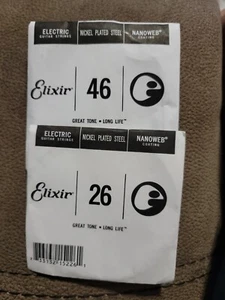 ELECTRIC
GUITAR STRINGS
NICKEL PLATED STEEL
NANOWEB®
COATING
Elixir
46
GREAT TONE • LONG LIFE™
ELECTRIC
GUITAR STRINGS
NICKEL PLATED STEEL
NANOWEB®
COATING
Elixir
26
GREAT TONE • LONG LIFE™